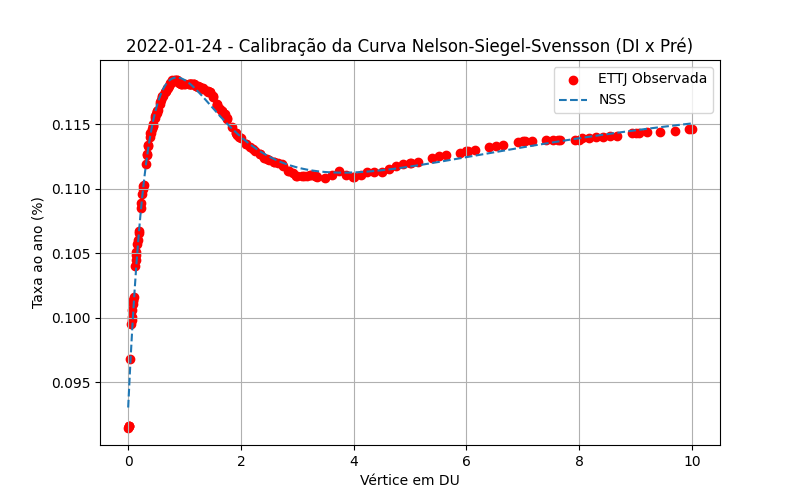 2022-01-24 - Calibração da Curva Nelson-Siegel-Svensson (DI x Pré)
ETTJ Observada
NSS
0.115
0.110
0.105
0.100
0.095
Taxa ao ano (%)
0 2 4 6 8 10
Vértice em DU